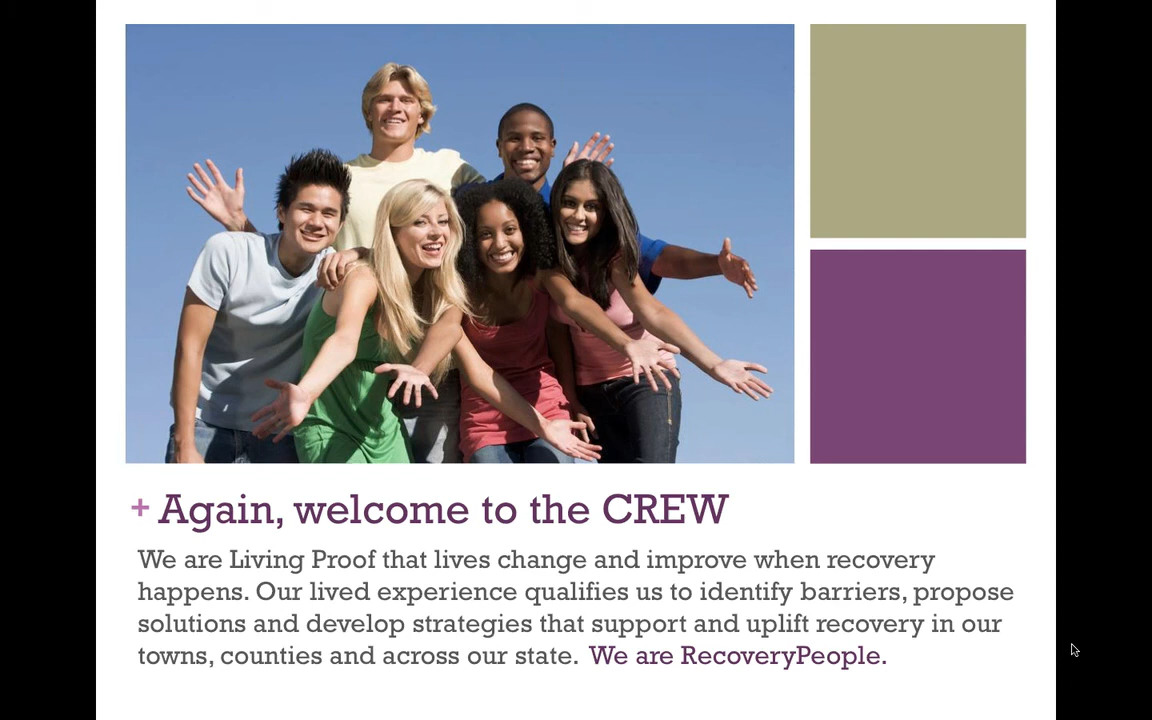 + Again, welcome to the CREW
We are Living Proof that lives change and improve when recovery
happens. Our lived experience qualifies us to identify barriers, propose
solutions and develop strategies that support and uplift recovery in our
towns, counties and across our state. We are RecoveryPeople.